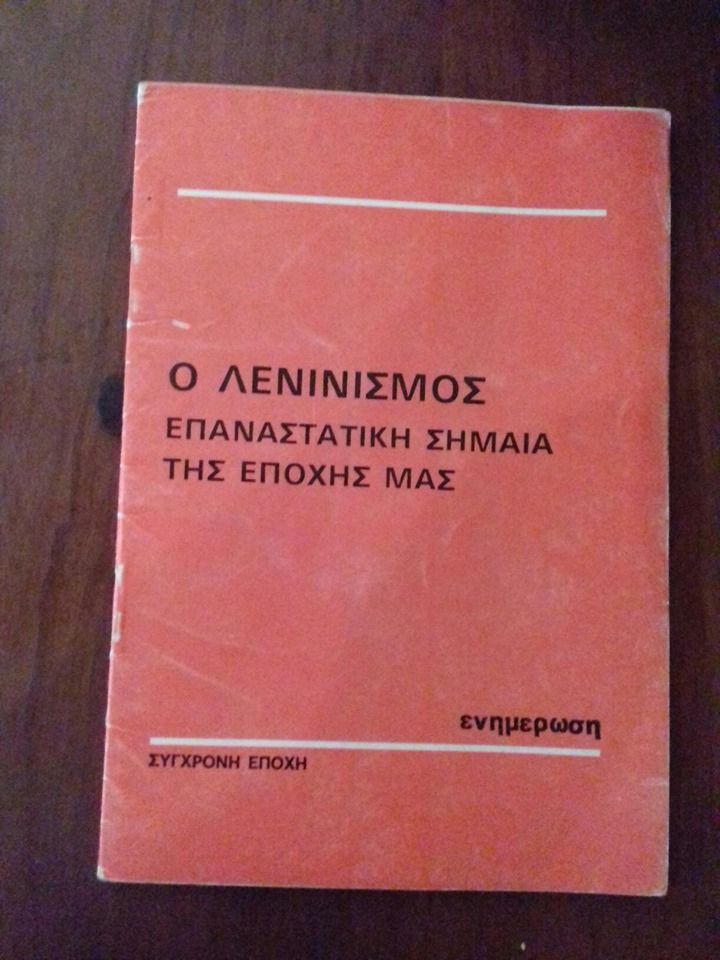 Ο ΛΕΝΙΝΙΣΜΟΣ
ΕΠΑΝΑΣΤΑΤΙΚΗ ΣΗΜΑΙΑ
ΤΗΣ ΕΠΟΧΗΣ ΜΑΣ
ενημερωση
ΣΥΓΧΡΟΝΗ ΕΠΟΧΗ